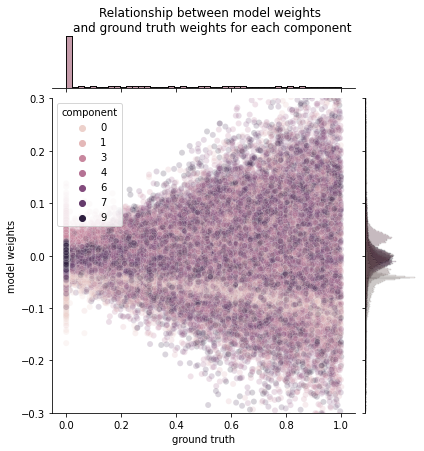 Relationship between model weights
and ground truth weights for each component
0.3
0.2
0.1
0.0
−0.1
−0.2
−0.3
model weights
component
0
1
3
4
6
7
9
0.0 0.2 0.4 0.6 0.8 1.0
ground truth